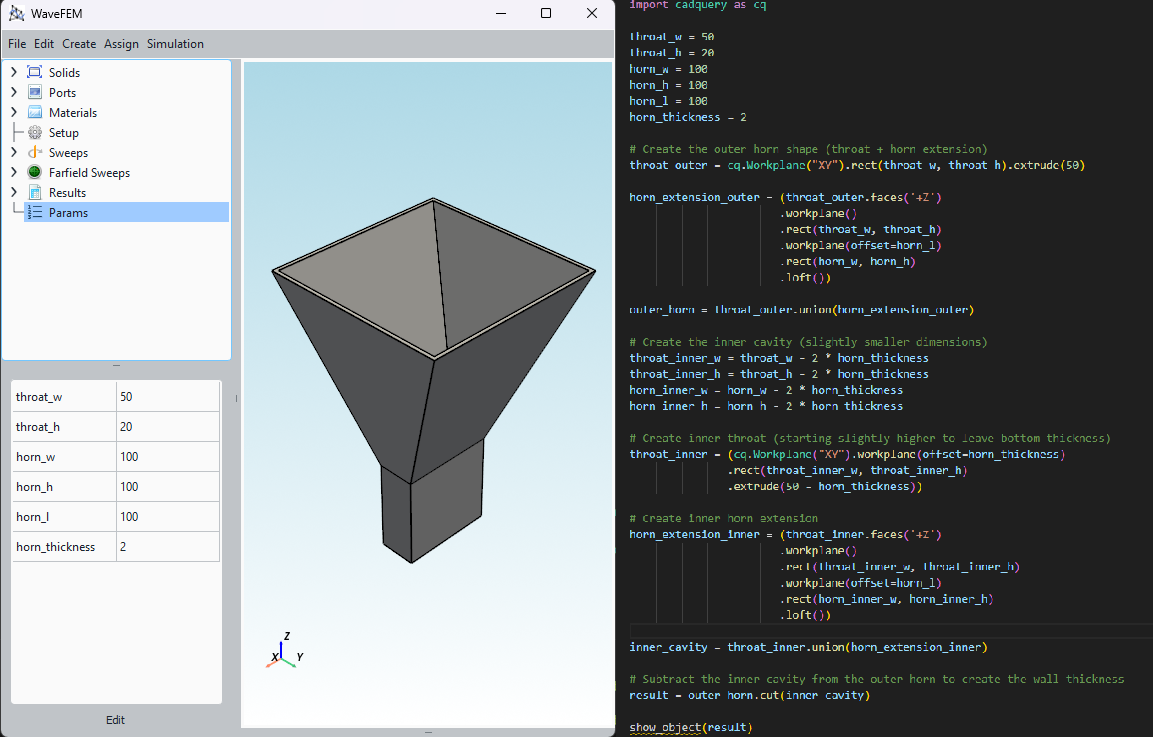 WaveFEM
File Edit Create Assign Simulation
Solids
Ports
Materials
Setup
Sweeps
Farfield Sweeps
Results
Params
throat_w 50
throat_h 20
horn_w 100
horn_h 100
horn_l 100
horn_thickness 2
Edit
Z
X Y
import cadquery as cq
throat_w = 50
throat_h = 20
horn_w = 100
horn_h = 100
horn_l = 100
horn_thickness = 2
# Create the outer horn shape (throat + horn extension)
throat_outer = cq.Workplane("XY").rect(throat_w, throat_h).extrude(50)
horn_extension_outer = (throat_outer.faces('+Z')
.workplane()
.rect(throat_w, throat_h)
.workplane(offset=horn_l)
.rect(horn_w, horn_h)
.loft())
outer_horn = throat_outer.union(horn_extension_outer)
# Create the inner cavity (slightly smaller dimensions)
throat_inner_w = throat_w - 2 * horn_thickness
throat_inner_h = throat_h - 2 * horn_thickness
horn_inner_w = horn_w - 2 * horn_thickness
horn_inner_h = horn_h - 2 * horn_thickness
# Create inner throat (starting slightly higher to leave bottom thickness)
throat_inner = (cq.Workplane("XY").workplane(offset=horn_thickness)
.rect(throat_inner_w, throat_inner_h)
.extrude(50 - horn_thickness))
# Create inner horn extension
horn_extension_inner = (throat_inner.faces('+Z')
.workplane()
.rect(throat_inner_w, throat_inner_h)
.workplane(offset=horn_l)
.rect(horn_inner_w, horn_inner_h)
.loft())
inner_cavity = throat_inner.union(horn_extension_inner)
# Subtract the inner cavity from the outer horn to create the wall thickness
result = outer_horn.cut(inner_cavity)
show_object(result)